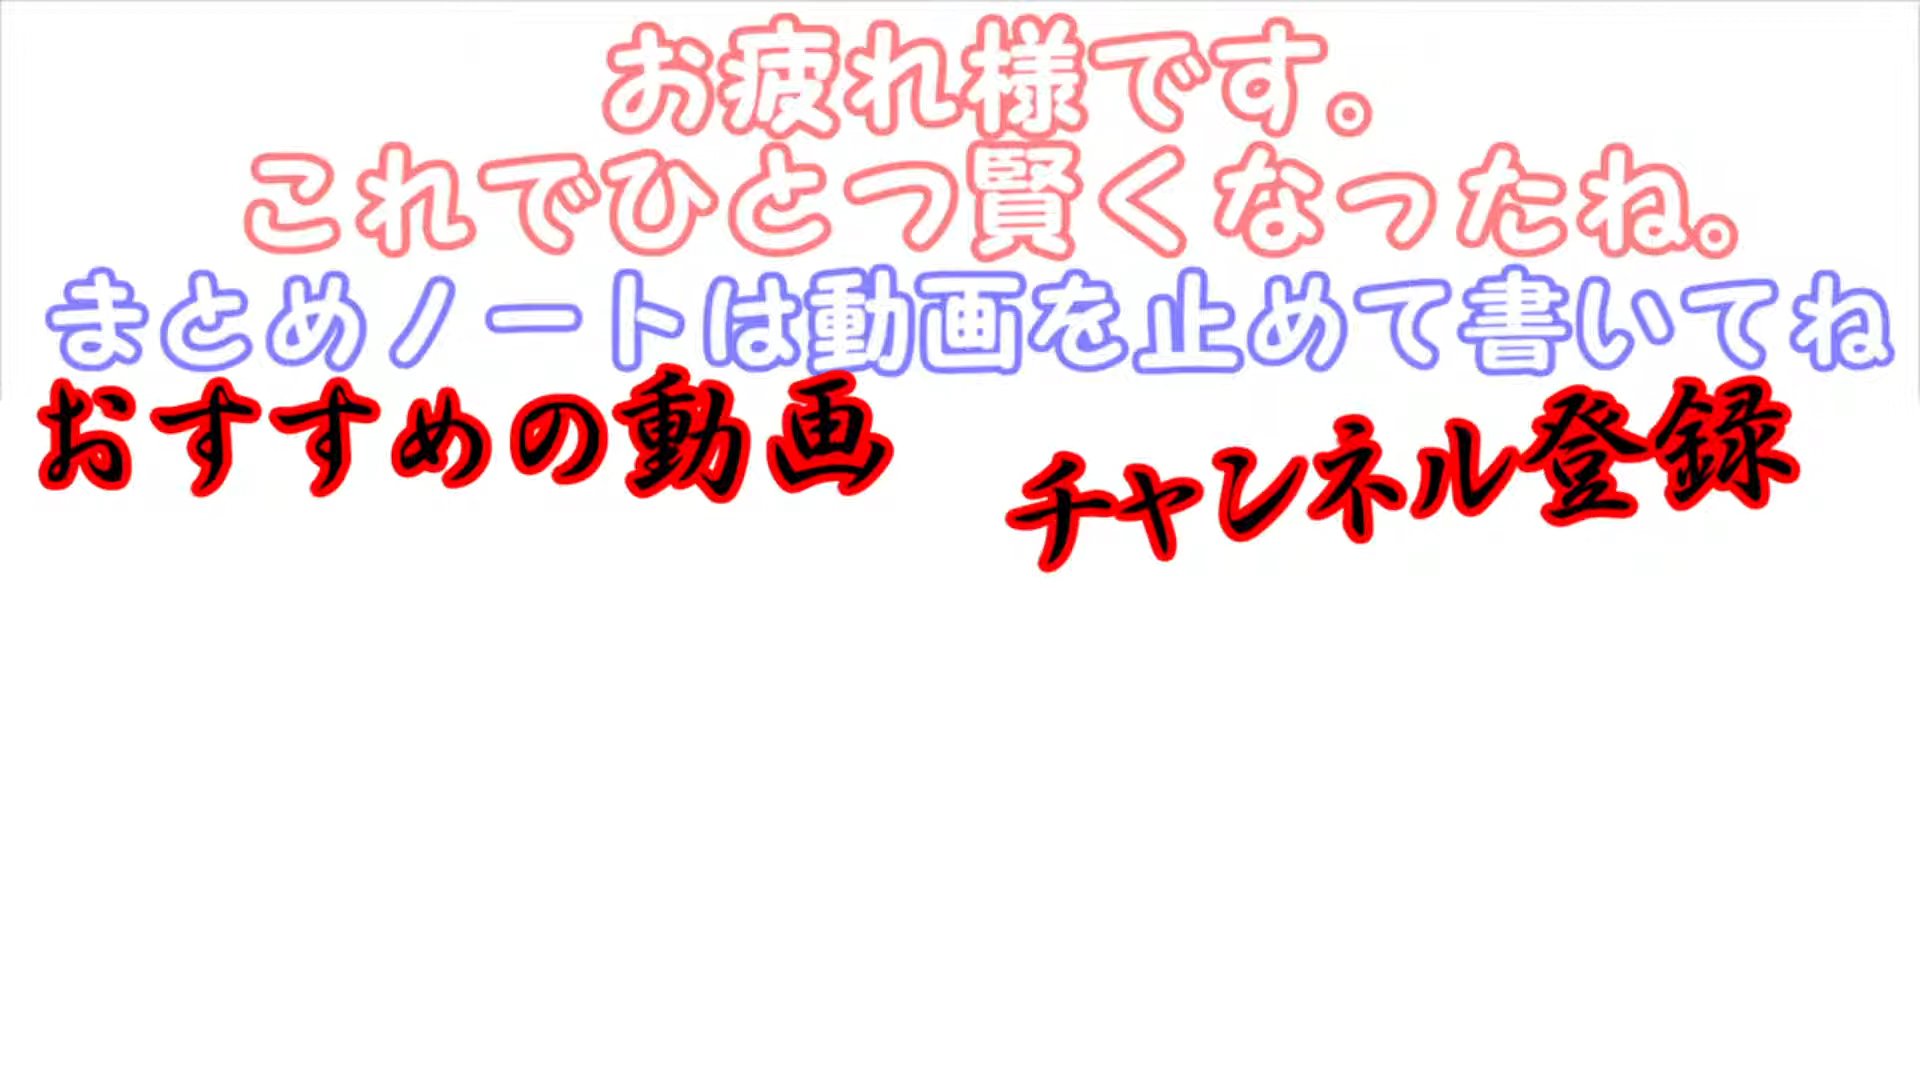 お疲れ様です。
これでひとつ賢くなったね。
まとめノートは動画を止めて書いてね
おすすめの動画
チャンネル登録